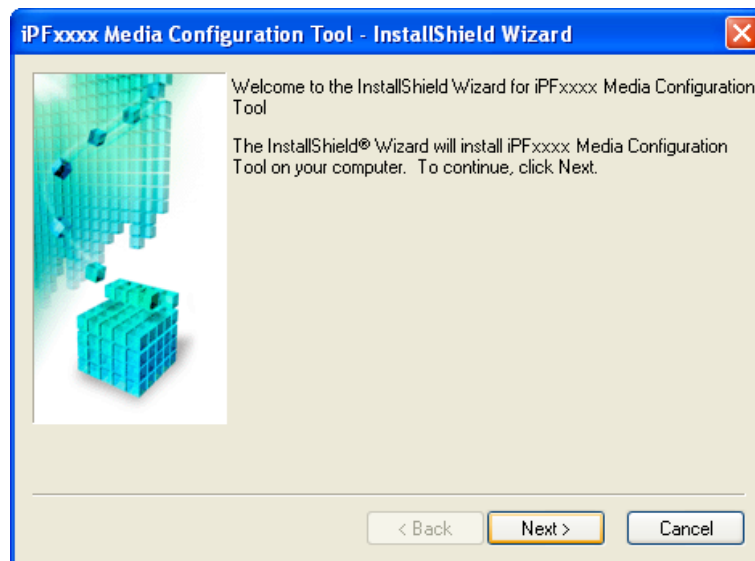 iPFxxxx Media Configuration Tool - InstallShield Wizard
Welcome to the InstallShield Wizard for iPFxxxx Media Configuration
Tool
The InstallShield® Wizard will install iPFxxxx Media Configuration
Tool on your computer.  To continue, click Next.
< Back
Next >
Cancel